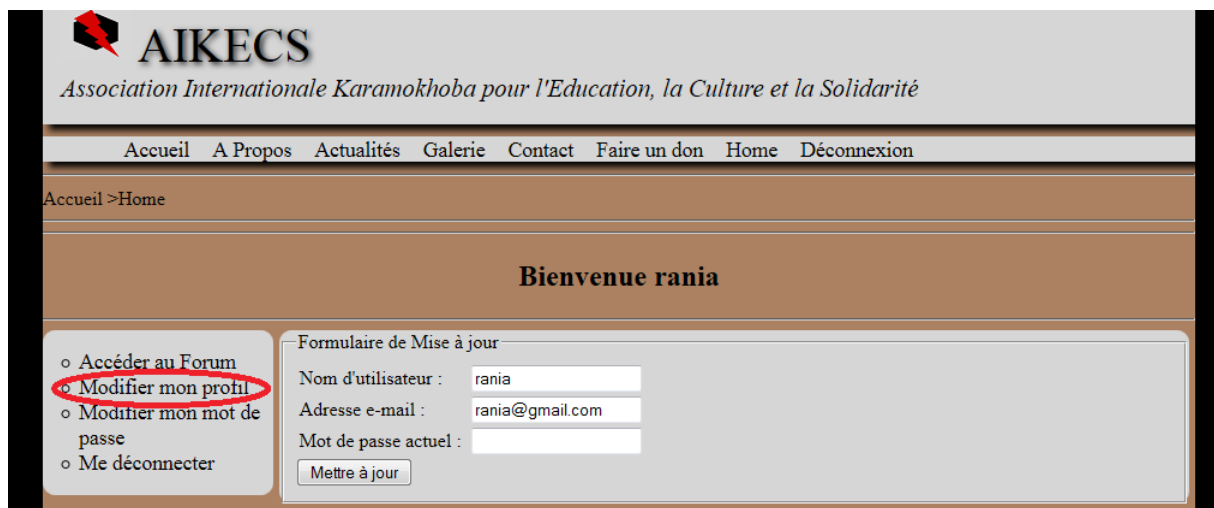 AIKECS
Association Internationale Karamokhoba pour l'Education, la Culture et la Solidarité
Accueil A Propos Actualités Galerie Contact Faire un don Home Déconnexion
Accueil >Home
Bienvenue rania
Accéder au Forum
Modifier mon profil
Modifier mon mot de
passe
Me déconnecter
Formulaire de Mise à jour
Nom d'utilisateur : rania
Adresse e-mail : rania@gmail.com
Mot de passe actuel :
Mettre à jour